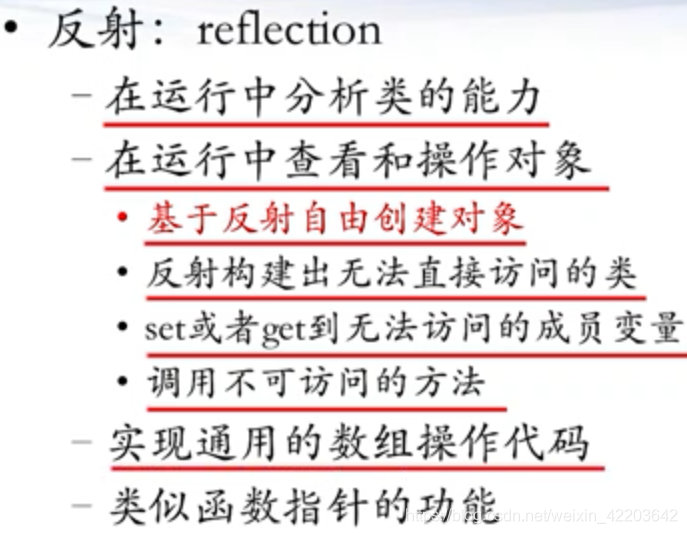 • 反射：reflection
– 在运行中分析类的能力
– 在运行中查看和操作对象
• 基于反射自由创建对象
• 反射构建出无法直接访问的类
• set或者get到无法访问的成员变量
• 调用不可访问的方法
– 实现通用的数组操作代码
– 类似函数指针的功能
https://blog.csdn.net/weixin_42203642